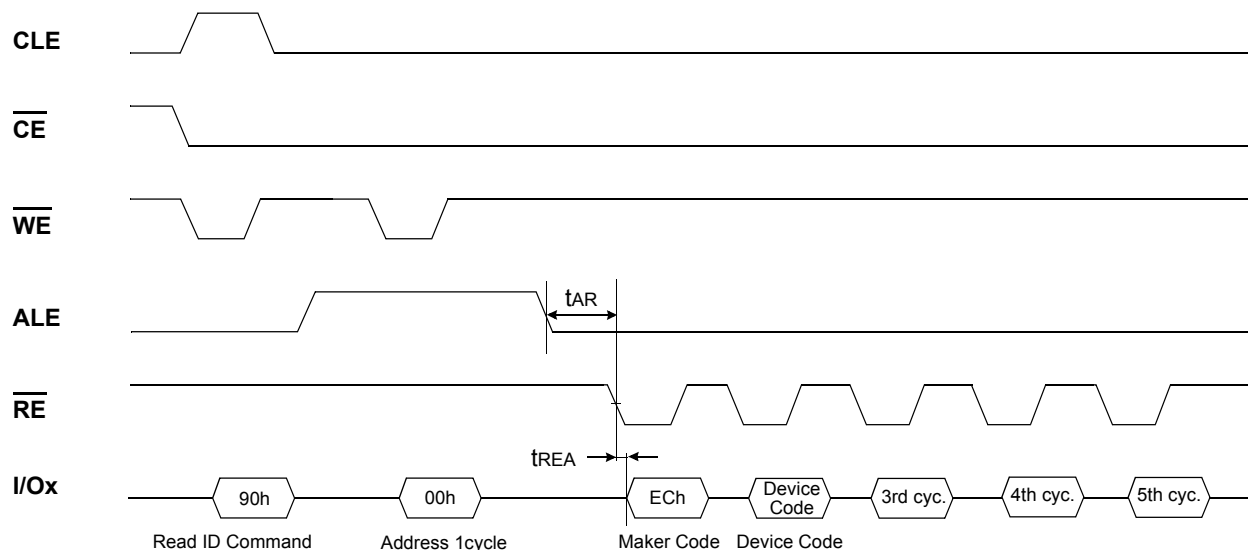 CLE
CE
WE
ALE
tAR
RE
tREA
I/Ox
90h
00h
ECh
Device
Code
3rd cyc.
4th cyc.
5th cyc.
Read ID Command
Address 1cycle
Maker Code
Device Code